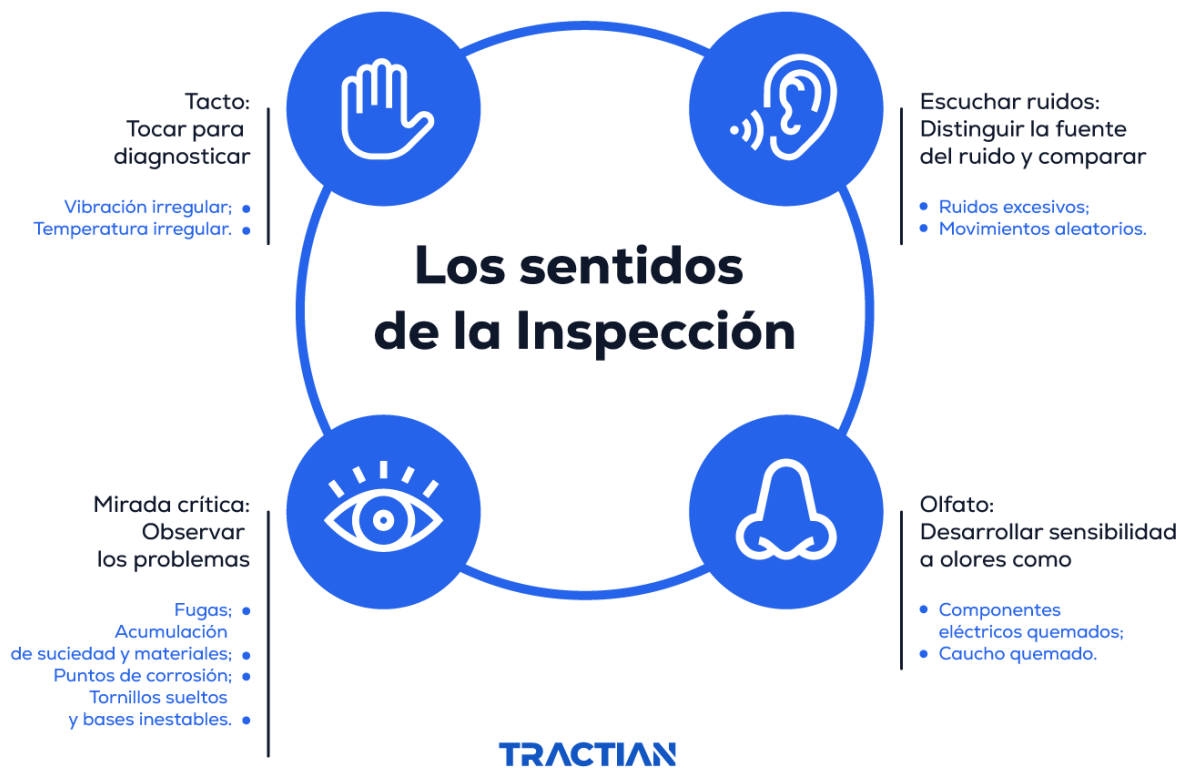 Tacto:
Tocar para
diagnosticar
Vibración irregular;
Temperatura irregular.
Escuchar ruidos:
Distinguir la fuente
del ruido y comparar
Ruidos excesivos;
Movimientos aleatorios.
Los sentidos
de la Inspección
Mirada crítica:
Observar
los problemas
Fugas;
Acumulación
de suciedad y materiales;
Puntos de corrosión;
Tornillos sueltos
y bases inestables.
Olfato:
Desarrollar sensibilidad
a olores como
Componentes
eléctricos quemados;
Caucho quemado.
TRACTIAN